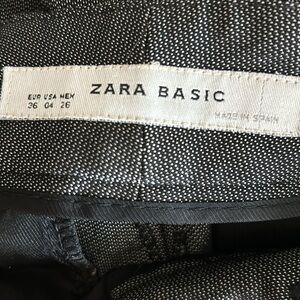 ZARA BASIC
EUR USA MEX
36 04 26
MADE IN SPAIN